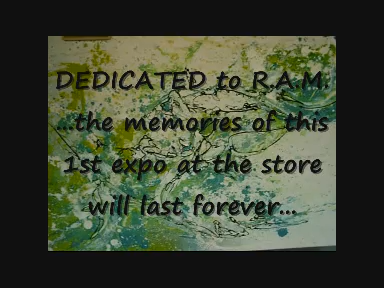 DEDICATED to R.A.M.
...the memories of this
1st expo at the store
will last forever...